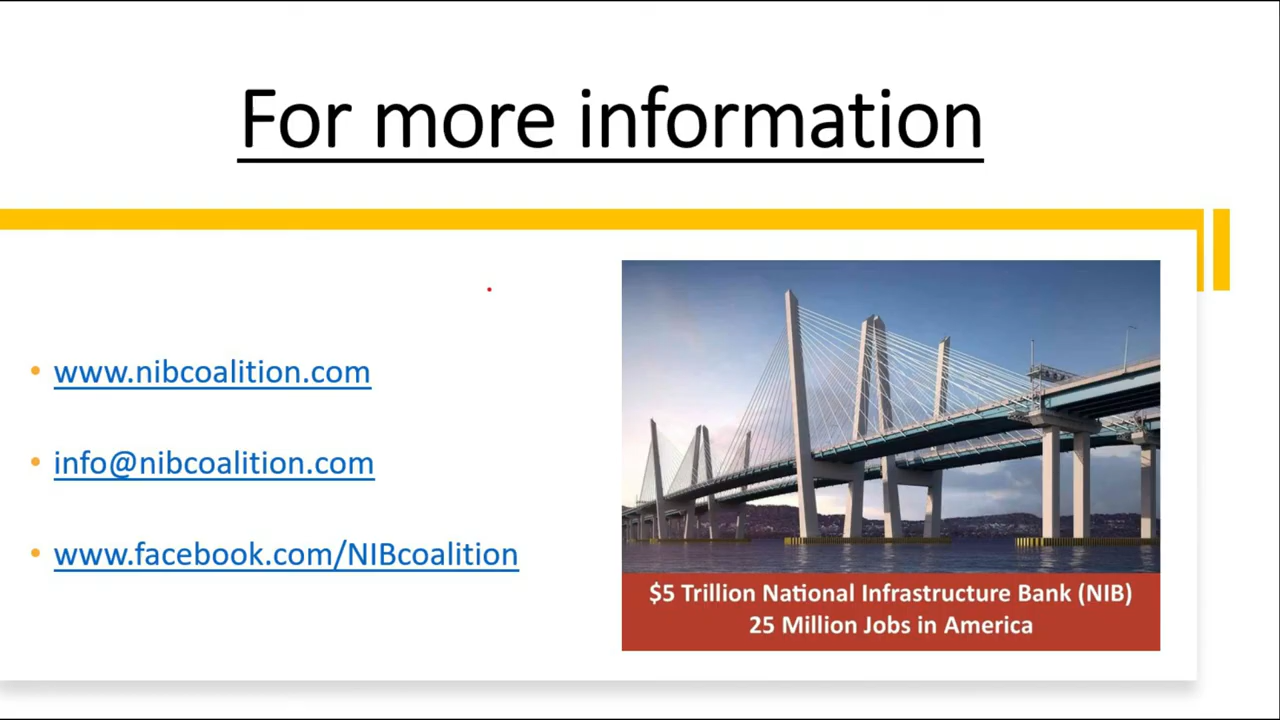 For more information
www.nibcoalition.com
info@nibcoalition.com
www.facebook.com/NIBcoalition
$5 Trillion National Infrastructure Bank (NIB)
25 Million Jobs in America